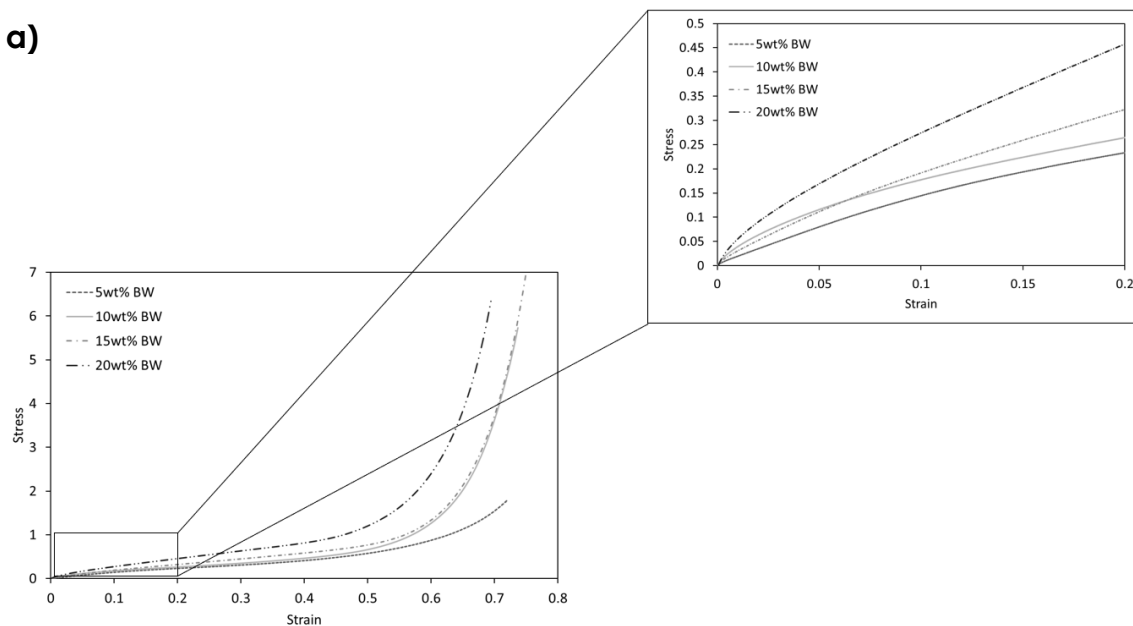 a)
0.5
0.45
0.4
0.35
0.3
0.25
0.2
0.15
0.1
0.05
0
Stress
5wt% BW
10wt% BW
15wt% BW
20wt% BW
0 0.05 0.1 0.15 0.2
Strain
7
6
5
4
3
2
1
0
Stress
5wt% BW
10wt% BW
15wt% BW
20wt% BW
0 0.1 0.2 0.3 0.4 0.5 0.6 0.7 0.8
Strain